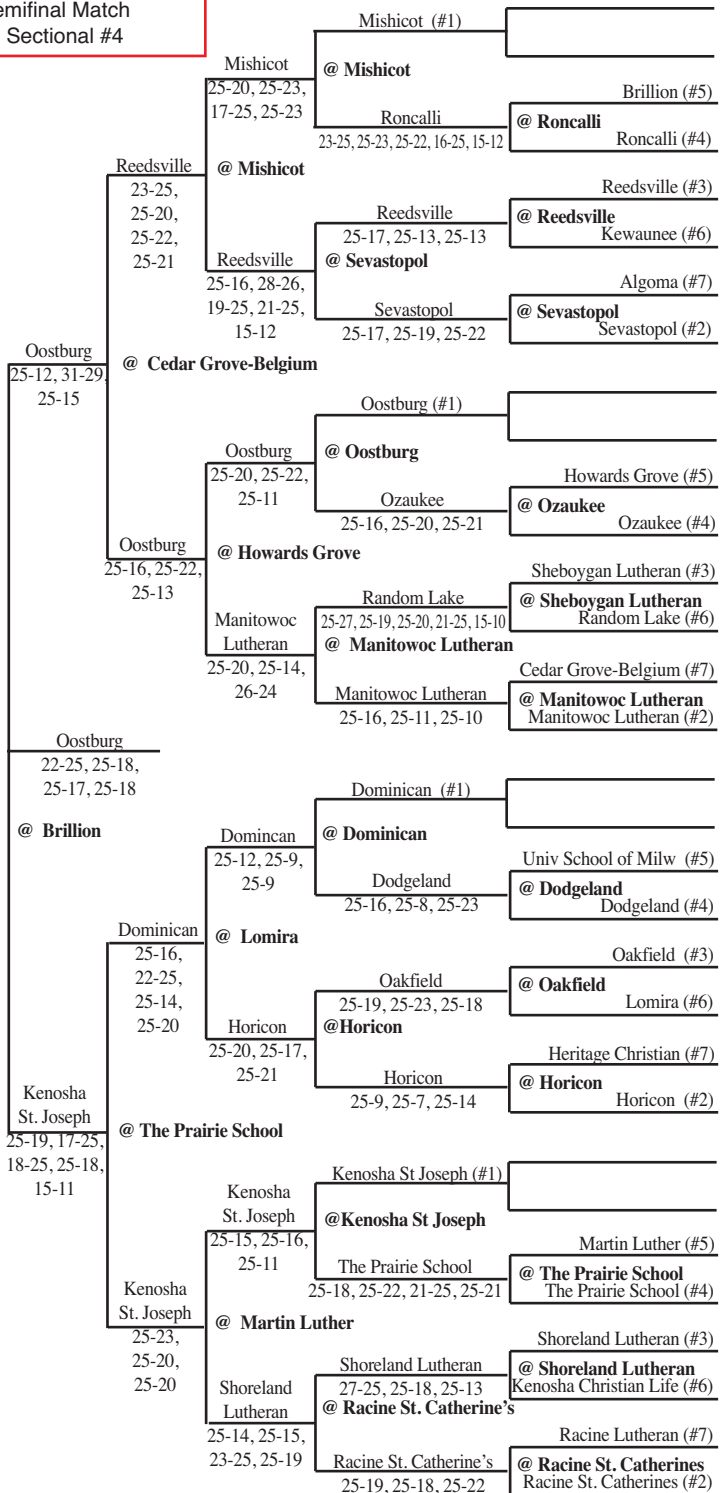 emifinal Match
Sectional #4
Mishicot (#1)
Mishicot
25-20, 25-23,
17-25, 25-23
@ Mishicot
Brillion (#5)
Roncalli
23-25, 25-23, 25-22, 16-25, 15-12
@ Roncalli
Roncalli (#4)
Reedsville
23-25,
25-20,
25-22,
25-21
@ Mishicot
Reedsville (#3)
Reedsville
25-17, 25-13, 25-13
@ Reedsville
Kewaunee (#6)
Reedsville
25-16, 28-26,
19-25, 21-25,
15-12
@ Sevastopol
Algoma (#7)
Sevastopol
25-17, 25-19, 25-22
@ Sevastopol
Sevastopol (#2)
Oostburg
25-12, 31-29,
25-15
@ Cedar Grove-Belgium
Oostburg (#1)
Oostburg
25-20, 25-22,
25-11
@ Oostburg
Howards Grove (#5)
Ozaukee
25-16, 25-20, 25-21
@ Ozaukee
Ozaukee (#4)
Oostburg
25-16, 25-22,
25-13
@ Howards Grove
Sheboygan Lutheran (#3)
Random Lake
25-27, 25-19, 25-20, 21-25, 15-10
@ Sheboygan Lutheran
Random Lake (#6)
Manitowoc
Lutheran
25-20, 25-14,
26-24
@ Manitowoc Lutheran
Cedar Grove-Belgium (#7)
Manitowoc Lutheran
25-16, 25-11, 25-10
@ Manitowoc Lutheran
Manitowoc Lutheran (#2)
Oostburg
22-25, 25-18,
25-17, 25-18
@ Brillion
Dominican (#1)
Domincan
25-12, 25-9,
25-9
@ Dominican
Univ School of Milw (#5)
Dodgeland
25-16, 25-8, 25-23
@ Dodgeland
Dodgeland (#4)
Dominican
25-16,
22-25,
25-14,
25-20
@ Lomira
Oakfield (#3)
Oakfield
25-19, 25-23, 25-18
@ Oakfield
Lomira (#6)
Horicon
25-20, 25-17,
25-21
@Horicon
Heritage Christian (#7)
Horicon
25-9, 25-7, 25-14
@ Horicon
Horicon (#2)
Kenosha
St. Joseph
25-19, 17-25,
18-25, 25-18,
15-11
@ The Prairie School
Kenosha St Joseph (#1)
Kenosha
St. Joseph
25-15, 25-16,
25-11
@Kenosha St Joseph
Martin Luther (#5)
The Prairie School
25-18, 25-22, 21-25, 25-21
@ The Prairie School
The Prairie School (#4)
Kenosha
St. Joseph
25-23,
25-20,
25-20
@ Martin Luther
Shoreland Lutheran (#3)
Shoreland Lutheran
27-25, 25-18, 25-13
@ Shoreland Lutheran
Kenosha Christian Life (#6)
Shoreland
Lutheran
25-14, 25-15,
23-25, 25-19
@ Racine St. Catherine's
Racine Lutheran (#7)
Racine St. Catherine's
25-19, 25-18, 25-22
@ Racine St. Catherines
Racine St. Catherines (#2)